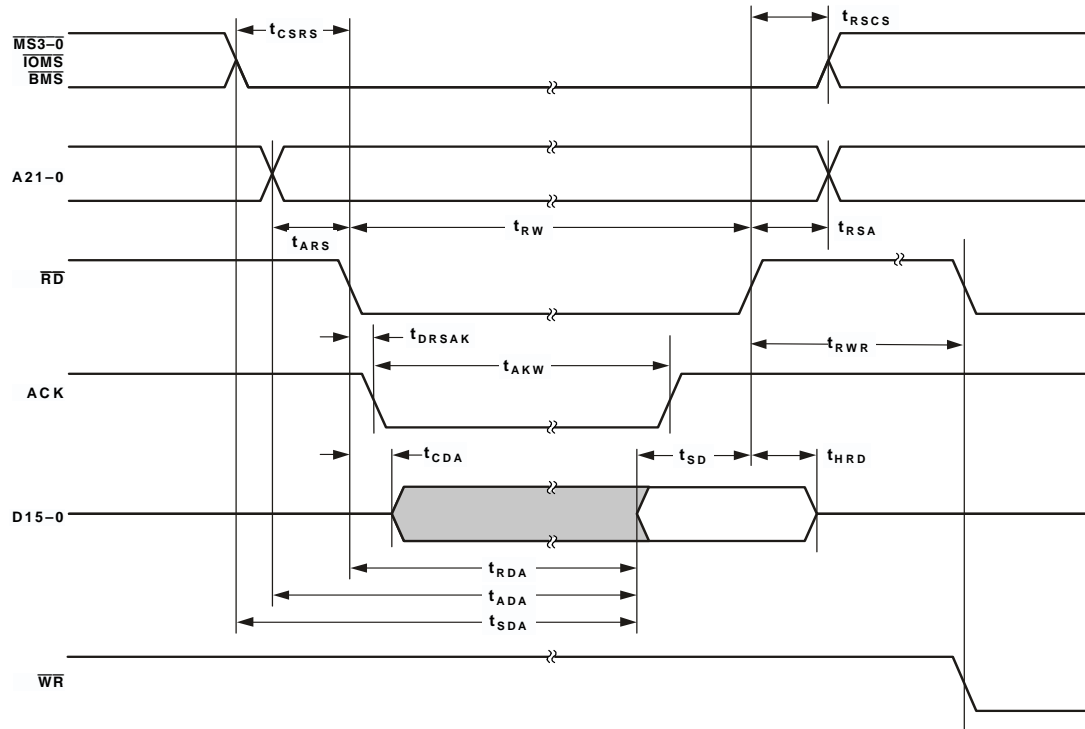 tCSRS
tRSCS
MS3–0
IOMS
BMS
A21–0
tARS
tRW
tRSA
RD
tDRSAK
tAKW
tRWR
ACK
tCDA
tSD
tHRD
D15–0
tRDA
tADA
tSDA
WR